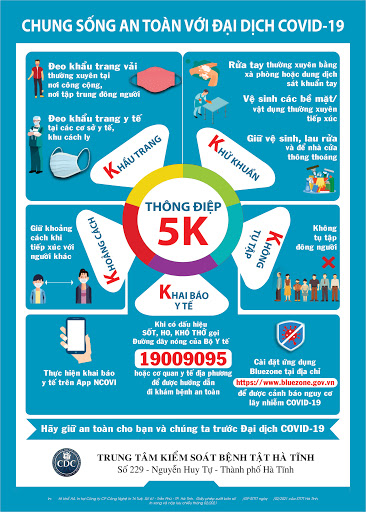 CHUNG SỐNG AN TOÀN VỚI ĐẠI DỊCH COVID-19
Đeo khẩu trang vải
thường xuyên tại
nơi công cộng,
nơi tập trung đông người
Đeo khẩu trang y tế
tại các cơ sở y tế,
khu cách ly
KHẨU TRANG
Rửa tay thường xuyên bằng
xà phòng hoặc dung dịch
sát khuẩn tay
Vệ sinh các bề mặt/
vật dụng thường xuyên
tiếp xúc
Giữ vệ sinh, lau rửa
và để nhà cửa
thông thoáng
KHỬ KHUẨN
THÔNG ĐIỆP
5K
Giữ khoảng
cách khi
tiếp xúc với
người khác
KHOẢNG CÁCH
KHÔNG
TỤ TẬP
Không
tụ tập
đông người
KHAI BÁO
Y TẾ
Thực hiện khai báo
y tế trên App NCOVI
Khi có dấu hiệu
SỐT, HO, KHÓ THỞ gọi
Đường dây nóng của Bộ Y tế
19009095
hoặc cơ quan y tế địa phương
để được hướng dẫn
đi khám bệnh an toàn
Cài đặt ứng dụng
Bluezone tại địa chỉ
https://www.bluezone.gov.vn
để được cảnh báo nguy cơ
lây nhiễm COVID-19
Hãy giữ an toàn cho bạn và chúng ta trước Đại dịch COVID-19
CDC
TRUNG TÂM KIỂM SOÁT BỆNH TẬT HÀ TĨNH
Số 229 - Nguyễn Huy Tự - Thành phố Hà Tĩnh